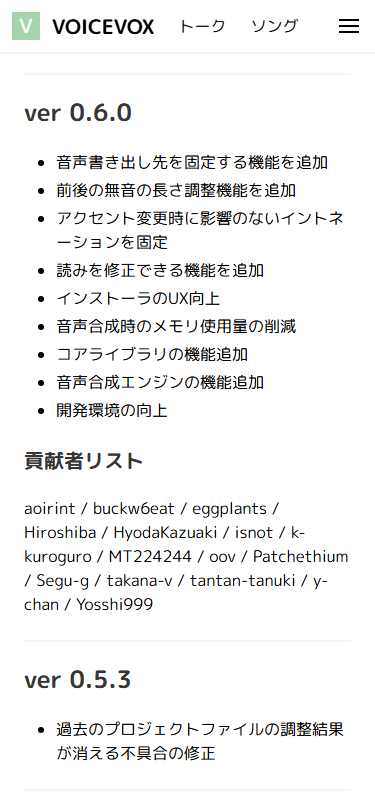 V VOICEVOX トーク ソング
ver 0.6.0
• 音声書き出し先を固定する機能を追加
• 前後の無音の長さ調整機能を追加
• アクセント変更時に影響のないイントネ
ーションを固定
• 読みを修正できる機能を追加
• インストーラのUX向上
• 音声合成時のメモリ使用量の削減
• コアライブラリの機能追加
• 音声合成エンジンの機能追加
• 開発環境の向上
貢献者リスト
aoirint / buckw6eat / eggplants /
Hiroshiba / HyodaKazuaki / isnot / k-
kuroguro / MT224244 / oov / Patchethium
/ Segu-g / takana-v / tantan-tanuki / y-
chan / Yosshi999
ver 0.5.3
• 過去のプロジェクトファイルの調整結果
が消える不具合の修正